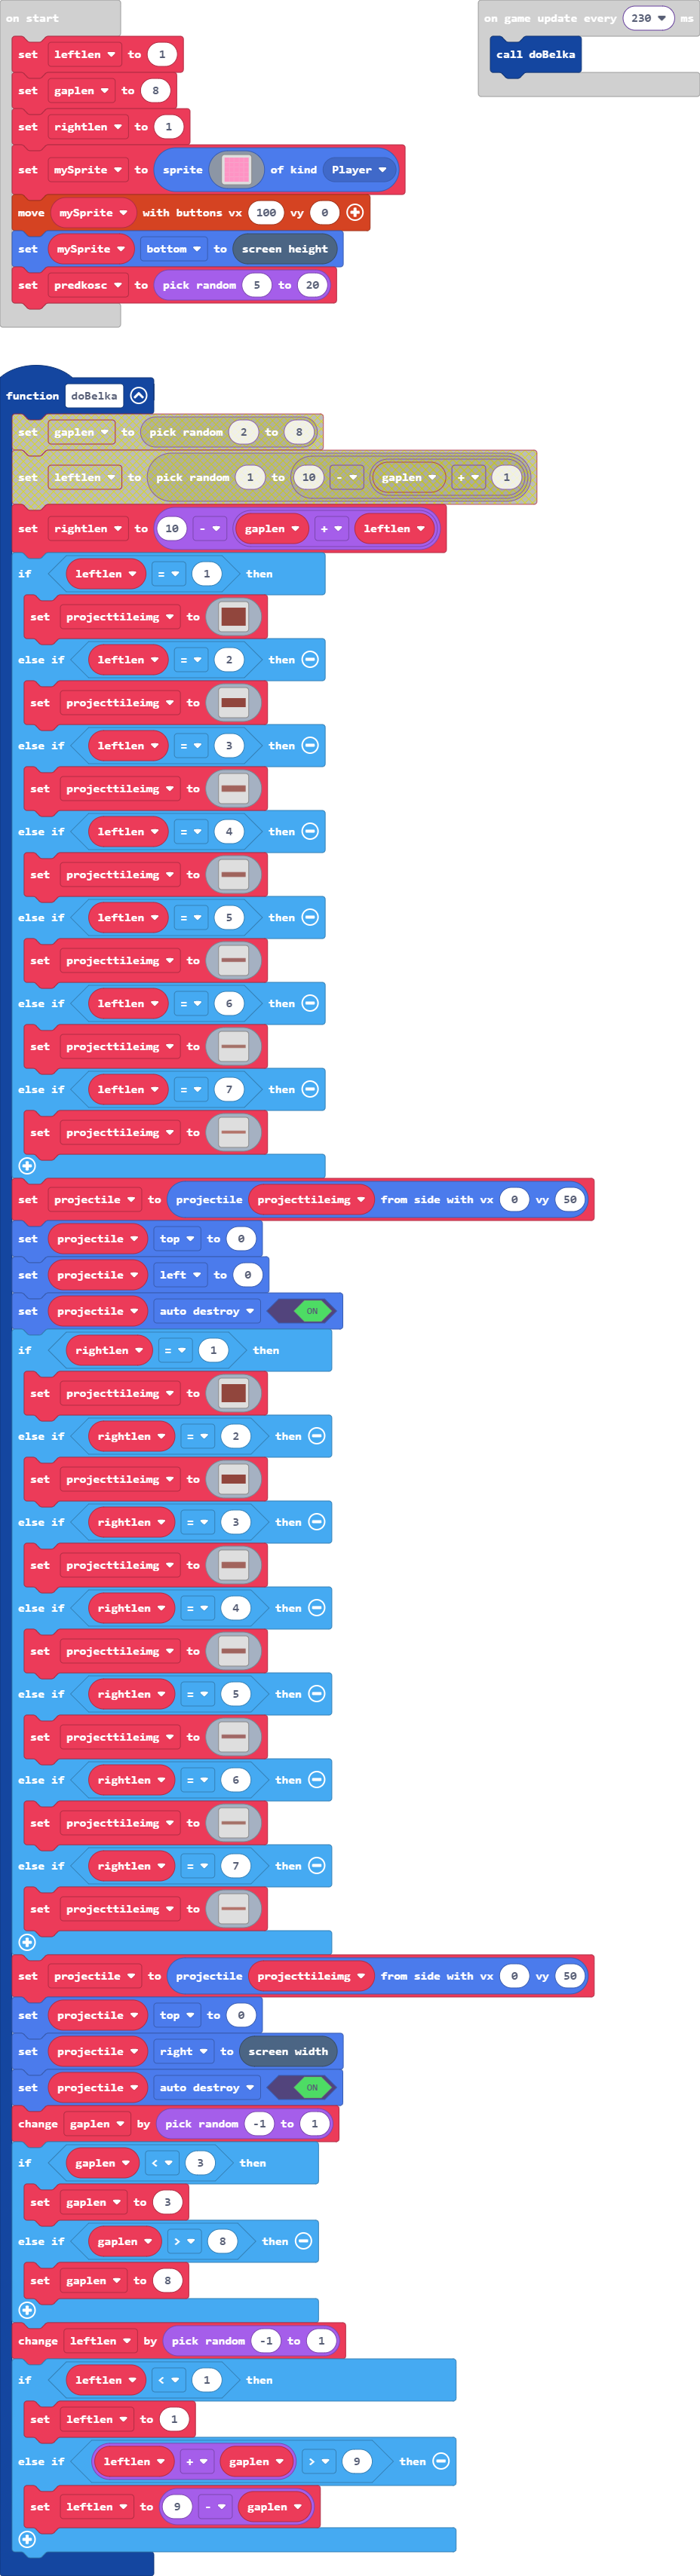 on start
set leftlen to 1
set gaplen to 8
set rightlen to 1
set mySprite to sprite of kind Player
move mySprite with buttons vx 100 vy 0
set mySprite bottom to screen height
set predkosc to pick random 5 to 20
on game update every 230 ms
call doBelka
function doBelka
set gaplen to pick random 2 to 8
set leftlen to pick random 1 to 10 - gaplen + 1
set rightlen to 10 - gaplen + leftlen
if leftlen = 1 then
set projecttileimg to
else if leftlen = 2 then
set projecttileimg to
else if leftlen = 3 then
set projecttileimg to
else if leftlen = 4 then
set projecttileimg to
else if leftlen = 5 then
set projecttileimg to
else if leftlen = 6 then
set projecttileimg to
else if leftlen = 7 then
set projecttileimg to
set projectile to projectile projecttileimg from side with vx 0 vy 50
set projectile top to 0
set projectile left to 0
set projectile auto destroy ON
if rightlen = 1 then
set projecttileimg to
else if rightlen = 2 then
set projecttileimg to
else if rightlen = 3 then
set projecttileimg to
else if rightlen = 4 then
set projecttileimg to
else if rightlen = 5 then
set projecttileimg to
else if rightlen = 6 then
set projecttileimg to
else if rightlen = 7 then
set projecttileimg to
set projectile to projectile projecttileimg from side with vx 0 vy 50
set projectile top to 0
set projectile right to screen width
set projectile auto destroy ON
change gaplen by pick random -1 to 1
if gaplen < 3 then
set gaplen to 3
else if gaplen > 8 then
set gaplen to 8
change leftlen by pick random -1 to 1
if leftlen < 1 then
set leftlen to 1
else if leftlen + gaplen > 9 then
set leftlen to 9 - gaplen